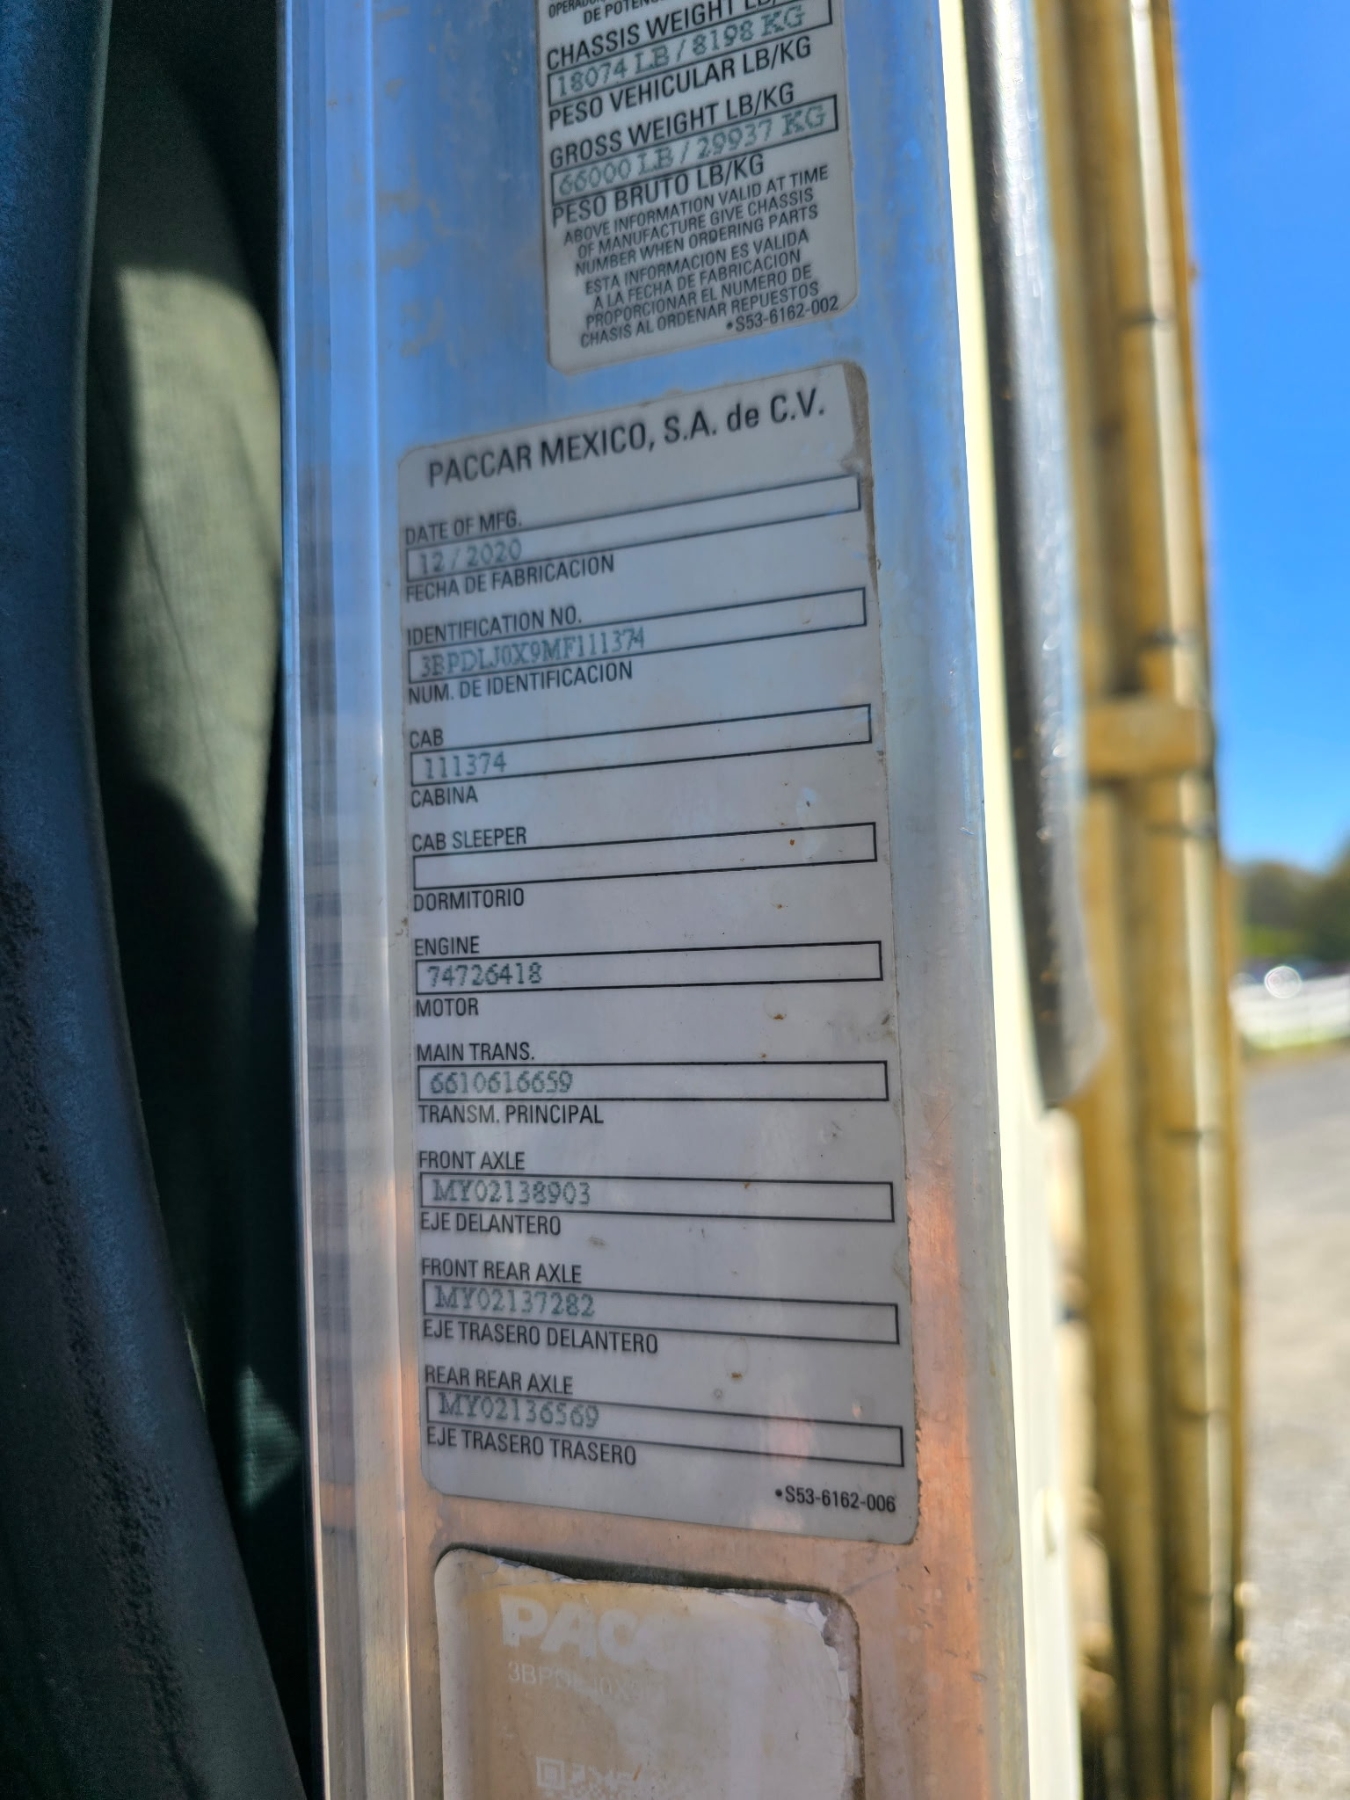 DE POTEN
CHASSIS WEIGHT LB/
18074 LB / 8198 KG
PESO VEHICULAR LB/KG
GROSS WEIGHT LB/KG
66000 LB / 29937 KG
PESO BRUTO LB/KG
ABOVE INFORMATION VALID AT TIME
OF MANUFACTURE GIVE CHASSIS
NUMBER WHEN ORDERING PARTS
ESTA INFORMACION ES VALIDA
A LA FECHA DE FABRICACION
PROPORCIONAR EL NUMERO DE
CHASIS AL ORDENAR REPUESTOS
•S53-6162-002
PACCAR MEXICO, S.A. de C.V.
DATE OF MFG.
12 / 2020
FECHA DE FABRICACION
IDENTIFICATION NO.
3BPDLJ0X9MF111374
NUM. DE IDENTIFICACION
CAB
111374
CABINA
CAB SLEEPER
DORMITORIO
ENGINE
74726418
MOTOR
MAIN TRANS.
6610616659
TRANSM. PRINCIPAL
FRONT AXLE
MY02138903
EJE DELANTERO
FRONT REAR AXLE
MY02137282
EJE TRASERO DELANTERO
REAR REAR AXLE
MY02136569
EJE TRASERO TRASERO
•S53-6162-006
PACC